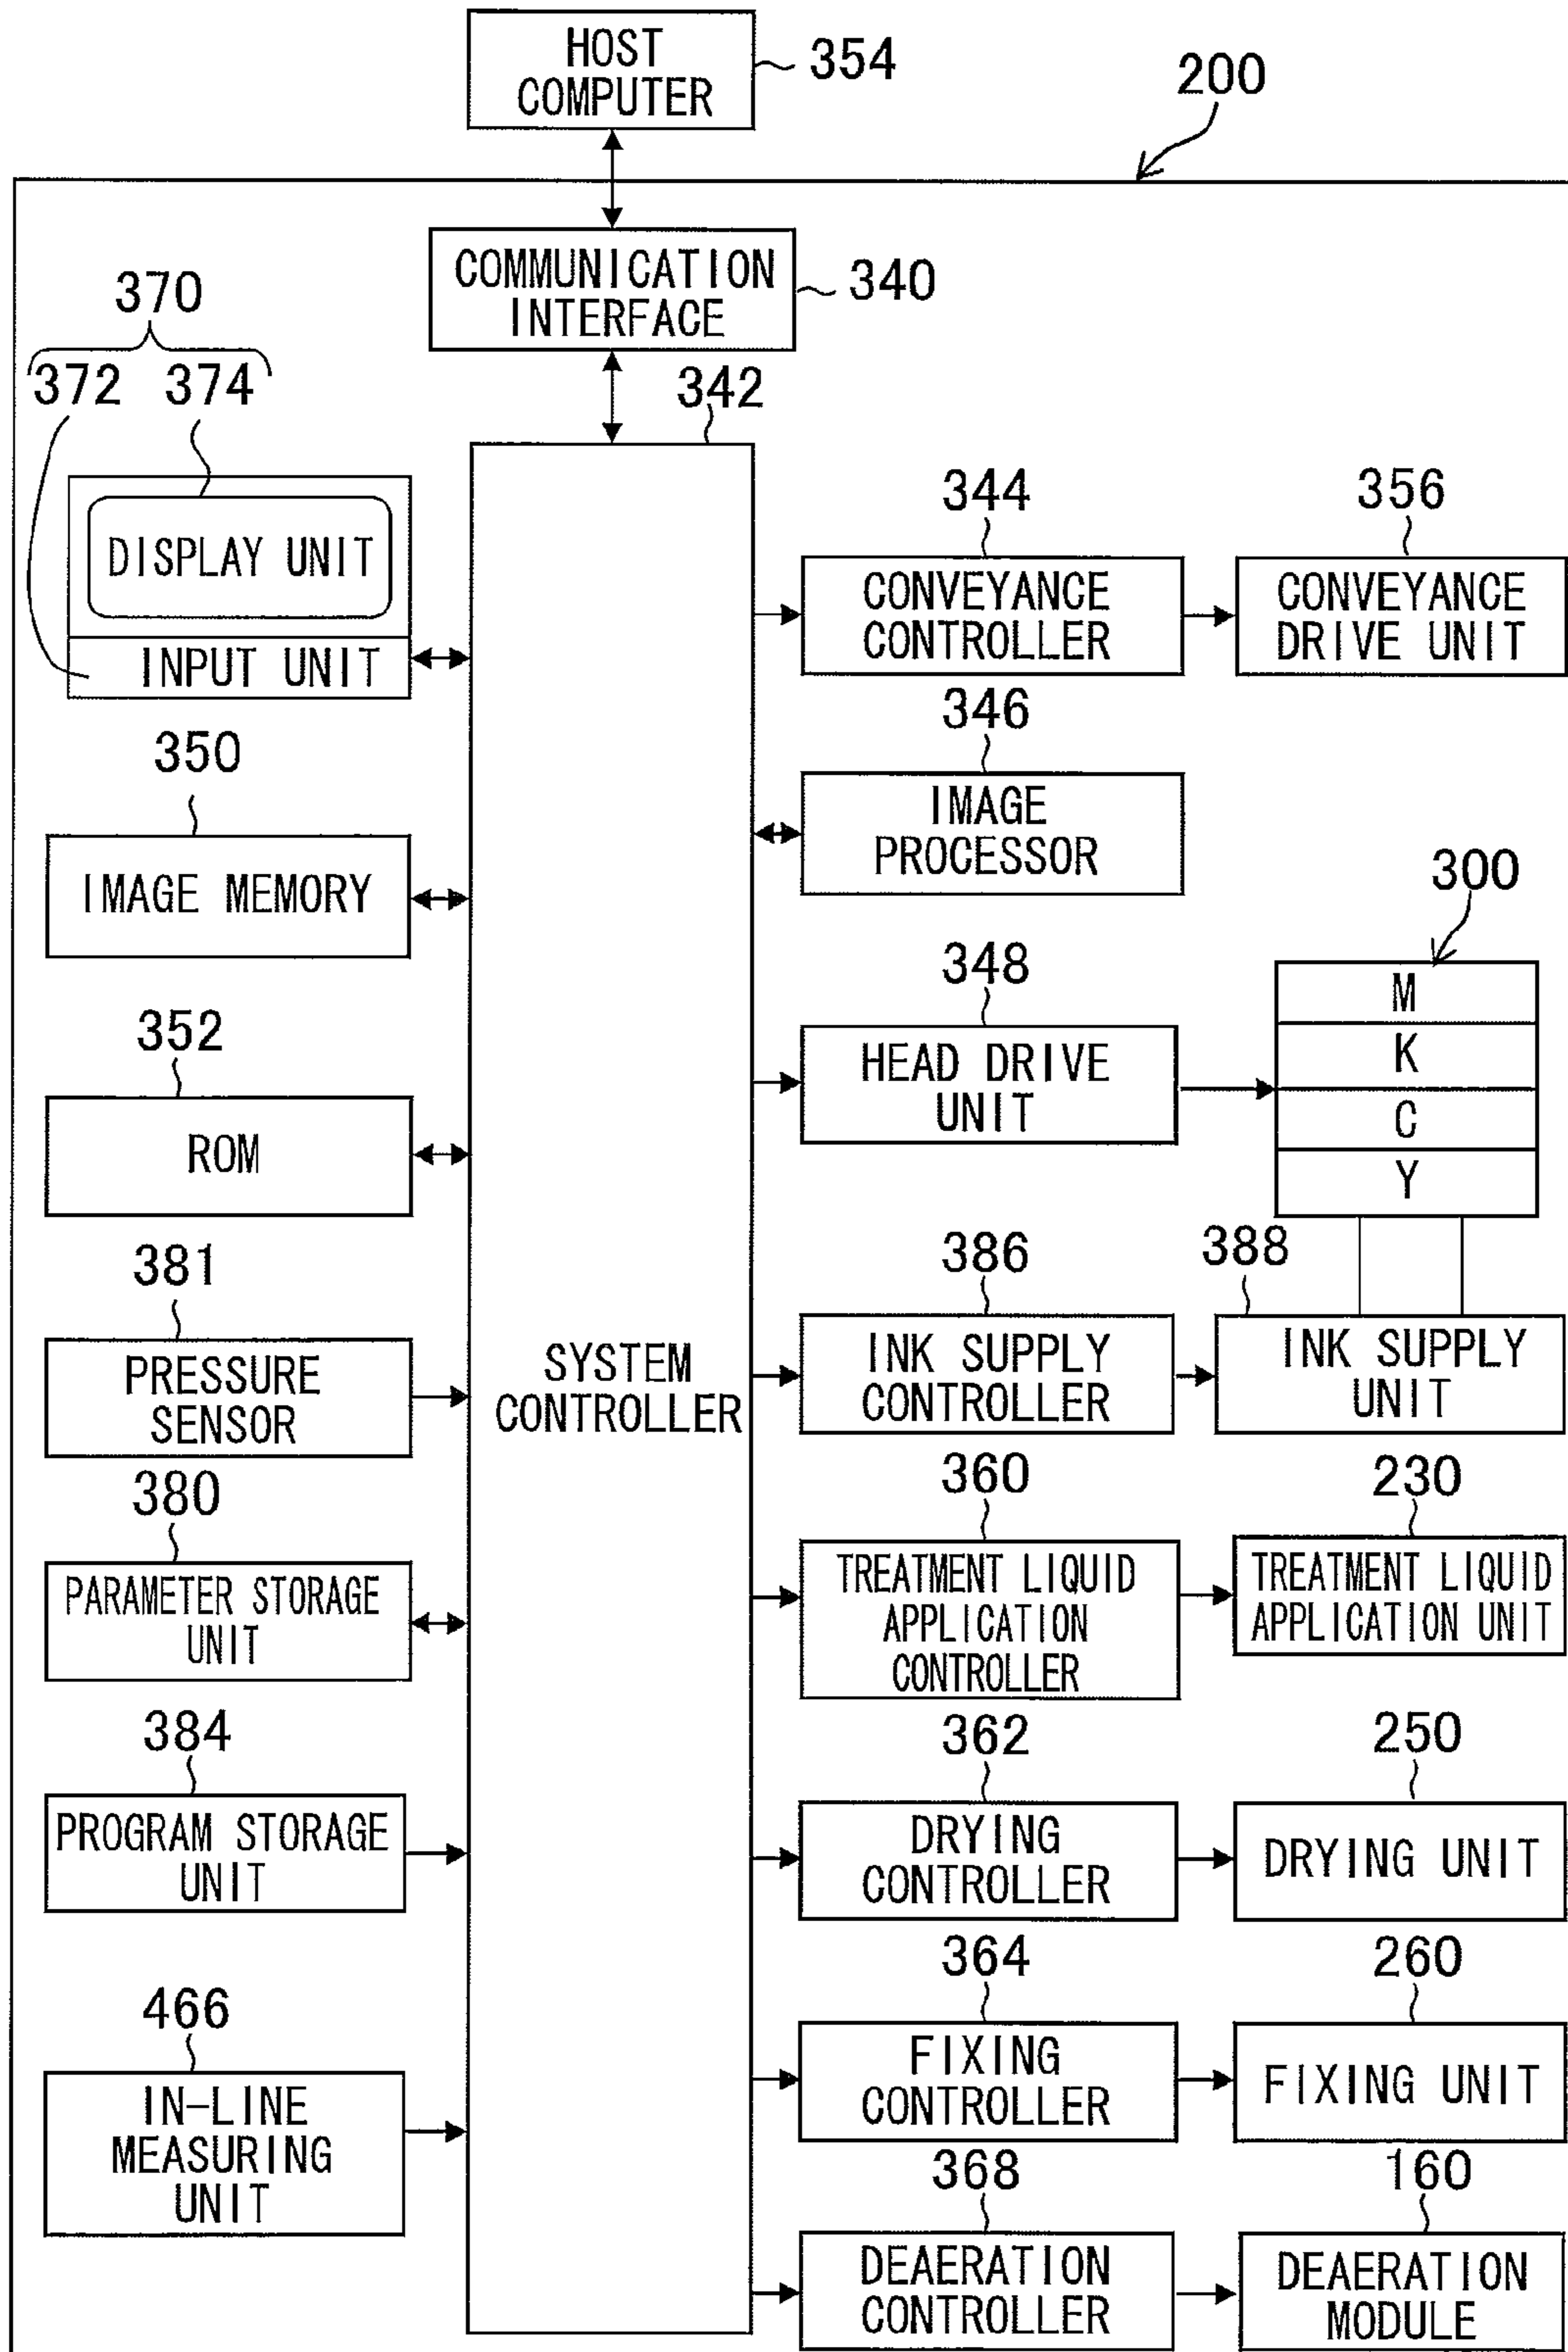 HOST
COMPUTER
354
200
COMMUNICATION
INTERFACE
340
370
372
374
342
DISPLAY UNIT
INPUT UNIT
344
CONVEYANCE
CONTROLLER
356
CONVEYANCE
DRIVE UNIT
350
IMAGE MEMORY
346
IMAGE
PROCESSOR
352
ROM
348
HEAD DRIVE
UNIT
300
M
K
C
Y
381
PRESSURE
SENSOR
SYSTEM
CONTROLLER
386
INK SUPPLY
CONTROLLER
388
INK SUPPLY
UNIT
380
PARAMETER STORAGE
UNIT
360
TREATMENT LIQUID
APPLICATION
CONTROLLER
230
TREATMENT LIQUID
APPLICATION UNIT
384
PROGRAM STORAGE
UNIT
362
DRYING
CONTROLLER
250
DRYING UNIT
466
IN-LINE
MEASURING
UNIT
364
FIXING
CONTROLLER
260
FIXING UNIT
368
DEAERATION
CONTROLLER
160
DEAERATION
MODULE